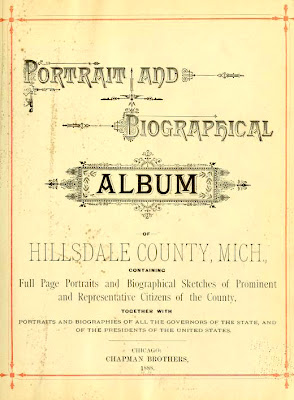 PORTRAIT AND
BIOGRAPHICAL
ALBUM
OF
HILLSDALE COUNTY, MICH.,
CONTAINING
Full Page Portraits and Biographical Sketches of Prominent
and Representative Citizens of the County,
TOGETHER WITH
PORTRAITS AND BIOGRAPHIES OF ALL THE GOVERNORS OF THE STATE, AND
OF THE PRESIDENTS OF THE UNITED STATES.
CHICAGO:
CHAPMAN BROTHERS,
1888.